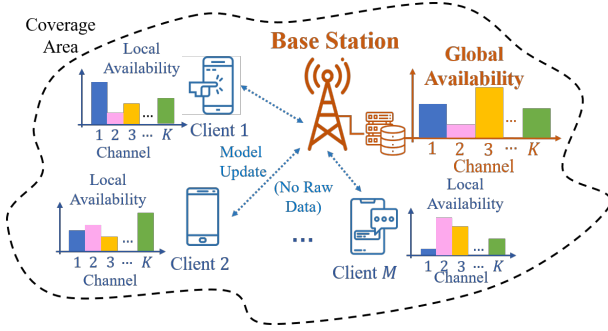 Coverage
Area
Local
Availability
1 2 3 ... K
Channel
Client 1
Base Station
Global
Availability
1 2 3 ... K
Channel
Model
Update
(No Raw
Data)
Local
Availability
1 2 3 ... K
Channel
Client 2
...
Client M
Local
Availability
1 2 3 ... K
Channel